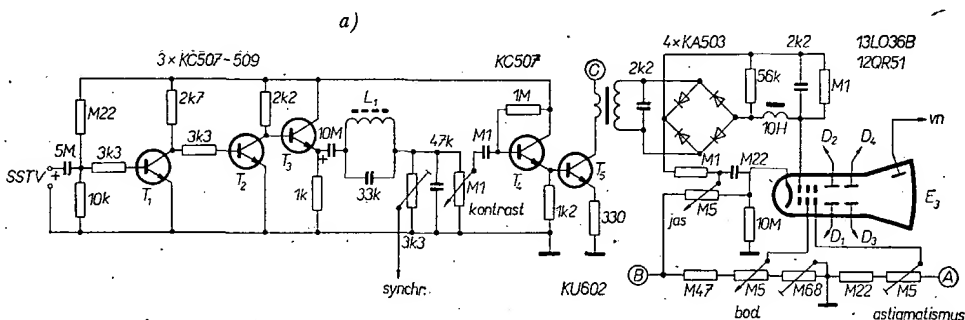 a)
3×KC507-509
KC507
4×KA503
13LO36B
12QR51
M22
2k7
2k2
L1
1M
C
2k2
56k
2k2
M1
10H
vn
5M
3k3
3k3
T1
T2
T3
10M
33k
47k
M1
T4
T5
M1
M22
D2
D4
E3
SSTV
10k
1k
3k3
M1
kontrast
1k2
330
jas
M5
10M
D1
D3
synchr.
KU602
B
M47
M5
M68
M22
M5
A
bod.
astigmatismus